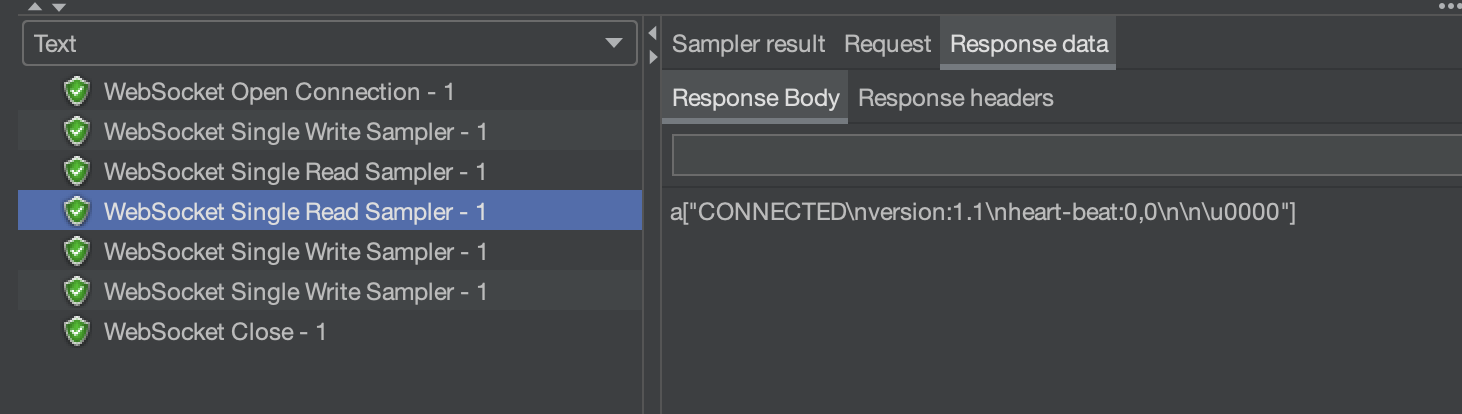 Text
WebSocket Open Connection - 1
WebSocket Single Write Sampler - 1
WebSocket Single Read Sampler - 1
WebSocket Single Read Sampler - 1
WebSocket Single Write Sampler - 1
WebSocket Single Write Sampler - 1
WebSocket Close - 1
Sampler result Request Response data
Response Body Response headers
a["CONNECTED\nversion:1.1\nheart-beat:0,0\n\n\u0000"]